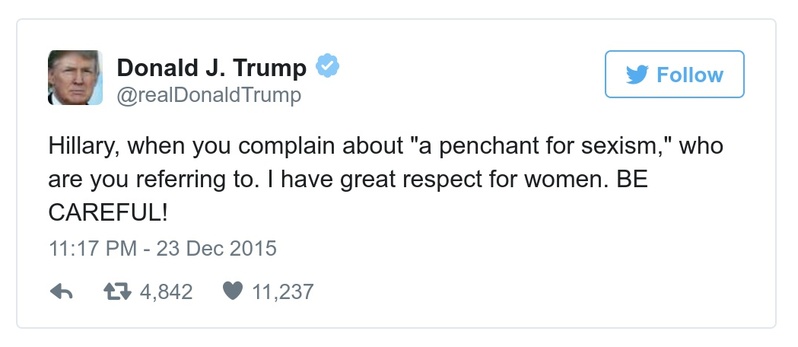 Donald J. Trump
@realDonaldTrump
Follow
Hillary, when you complain about "a penchant for sexism," who
are you referring to. I have great respect for women. BE
CAREFUL!
11:17 PM - 23 Dec 2015
4,842 11,237